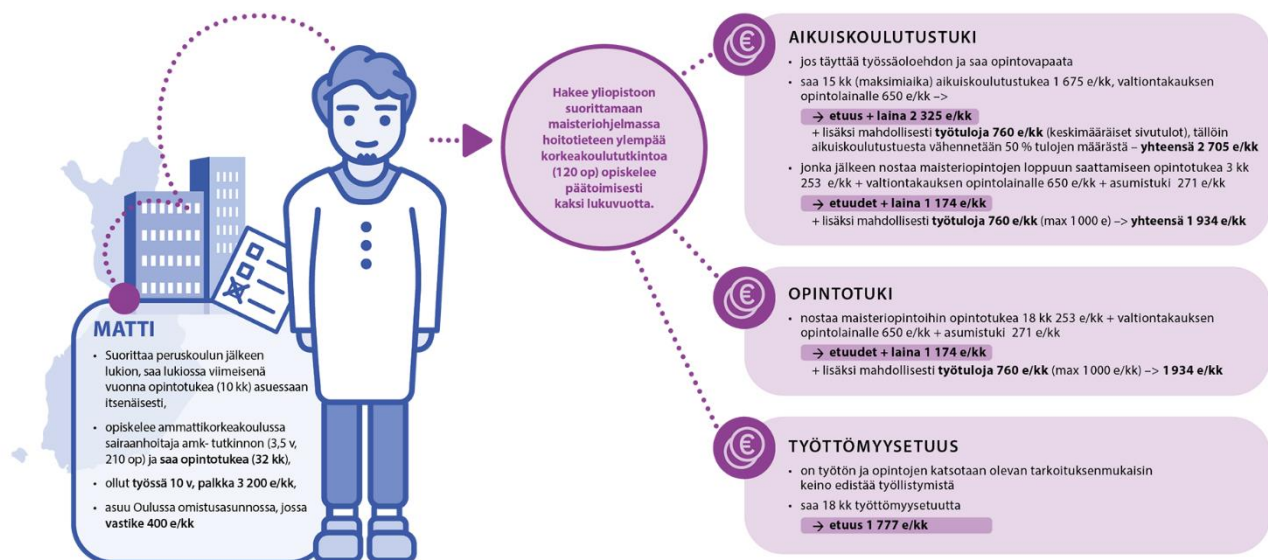 MATTI
• Suorittaa peruskoulun jälkeen
lukion, saa lukiossa viimeisenä
vuonna opintotukea (10 kk) asuessaan
itsenäisesti,
• opiskelee ammattikorkeakoulussa
sairaanhoitaja amk- tutkinnon (3,5 v,
210 op) ja saa opintotukea (32 kk),
• ollut työssä 10 v, palkka 3 200 e/kk,
• asuu Oulussa omistusasunnossa, jossa
vastike 400 e/kk
Hakee yliopistoon
suorittamaan
maisteriohjelmassa
hoitotieteen ylempää
korkeakoulututkintoa
(120 op) opiskelee
päätoimisesti
kaksi lukuvuotta.
€
AIKUISKOULUTUSTUKI
• jos täyttää työssäoloehdon ja saa opintovapaata
• saa 15 kk (maksimiaika) aikuiskoulutustukea 1 675 e/kk, valtiontakauksen
opintolainalle 650 e/kk –>
→ etuus + laina 2 325 e/kk
+ lisäksi mahdollisesti työtuloja 760 e/kk (keskimääräiset sivutulot), tällöin
aikuiskoulutustuesta vähennetään 50 % tulojen määrästä – yhteensä 2 705 e/kk
• jonka jälkeen nostaa maisteriopintojen loppuun saattamiseen opintotukea 3 kk
253 e/kk + valtiontakauksen opintolainalle 650 e/kk + asumistuki 271 e/kk
→ etuudet + laina 1 174 e/kk
+ lisäksi mahdollisesti työtuloja 760 e/kk (max 1 000 e) –> yhteensä 1 934 e/kk
€
OPINTOTUKI
• nostaa maisteriopintoihin opintotukea 18 kk 253 e/kk + valtiontakauksen
opintolainalle 650 e/kk + asumistuki 271 e/kk
→ etuudet + laina 1 174 e/kk
+ lisäksi mahdollisesti työtuloja 760 e/kk (max 1 000 e/kk) –> 1 934 e/kk
€
TYÖTTÖMYYSETUUS
• on työtön ja opintojen katsotaan olevan tarkoituksenmukaisin
keino edistää työllistymistä
• saa 18 kk työttömyysetuutta
→ etuus 1 777 e/kk